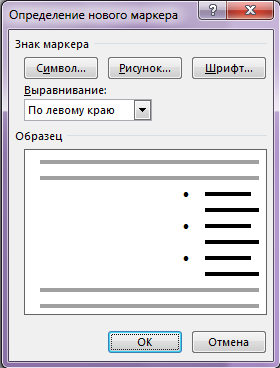 Определение нового маркера
Знак маркера
Символ... Рисунок... Шрифт...
Выравнивание:
По левому краю
Образец
ОК Отмена